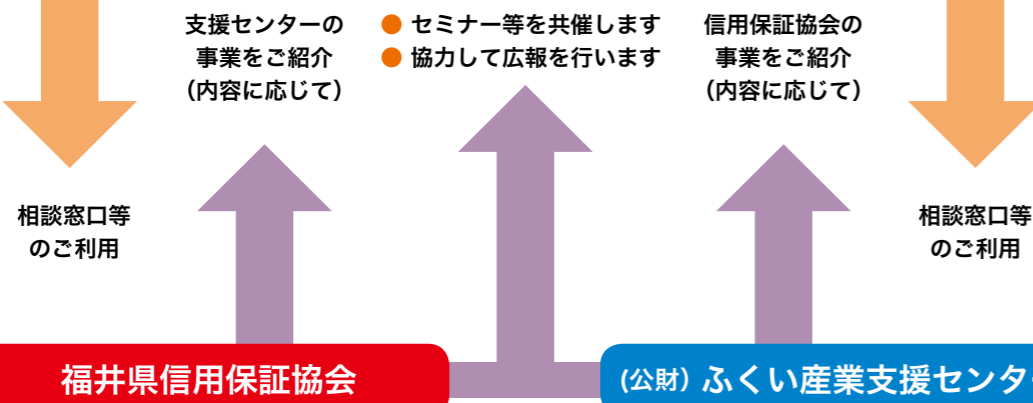 支援センターの
事業をご紹介
（内容に応じて）
● セミナー等を共催します
● 協力して広報を行います
信用保証協会の
事業をご紹介
（内容に応じて）
相談窓口等
のご利用
相談窓口等
のご利用
福井県信用保証協会
（公財）ふくい産業支援センター